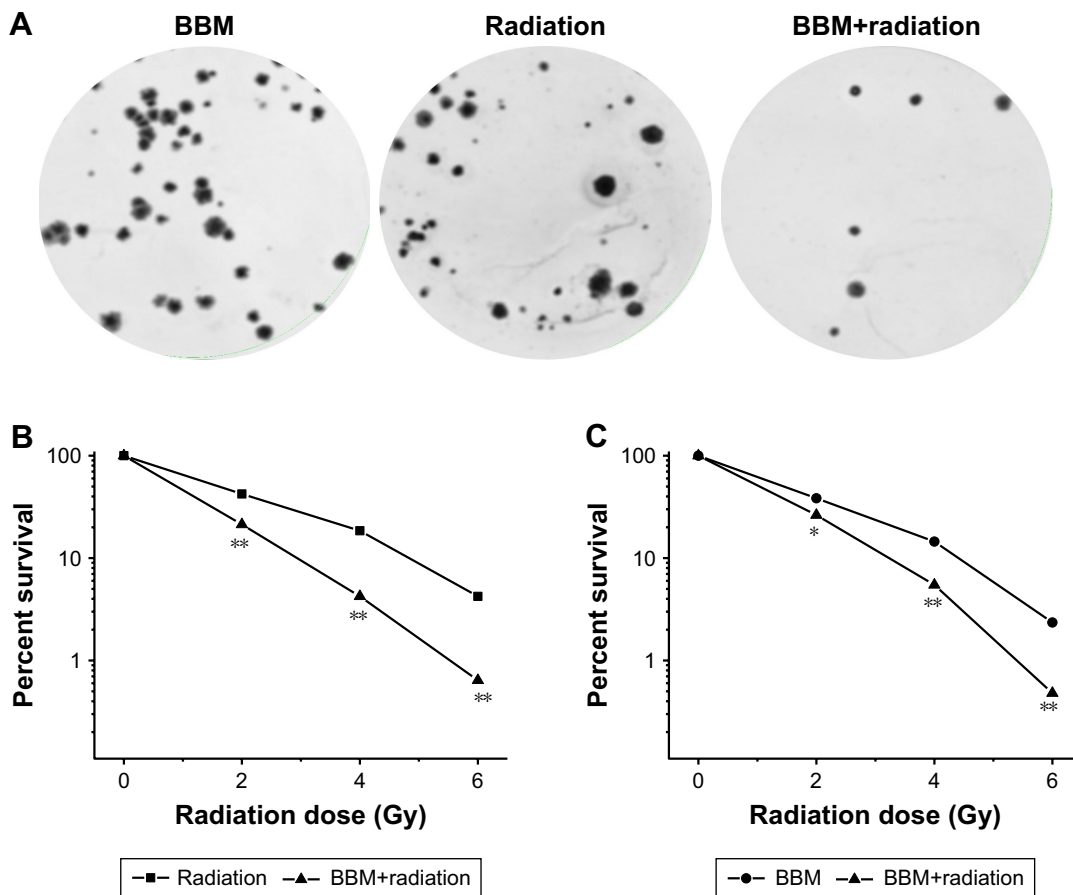 A
BBM
Radiation
BBM+radiation
B
100
10
1
Percent survival
**
**
**
0 2 4 6
Radiation dose (Gy)
Radiation BBM+radiation
C
100
10
1
Percent survival
*
**
**
0 2 4 6
Radiation dose (Gy)
BBM BBM+radiation